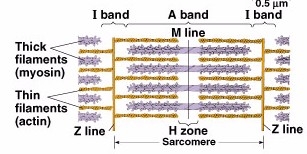 0.5 µm
I band A band I band
M line
Thick
filaments
(myosin)
Thin
filaments
(actin)
Z line H zone Z line
Sarcomere